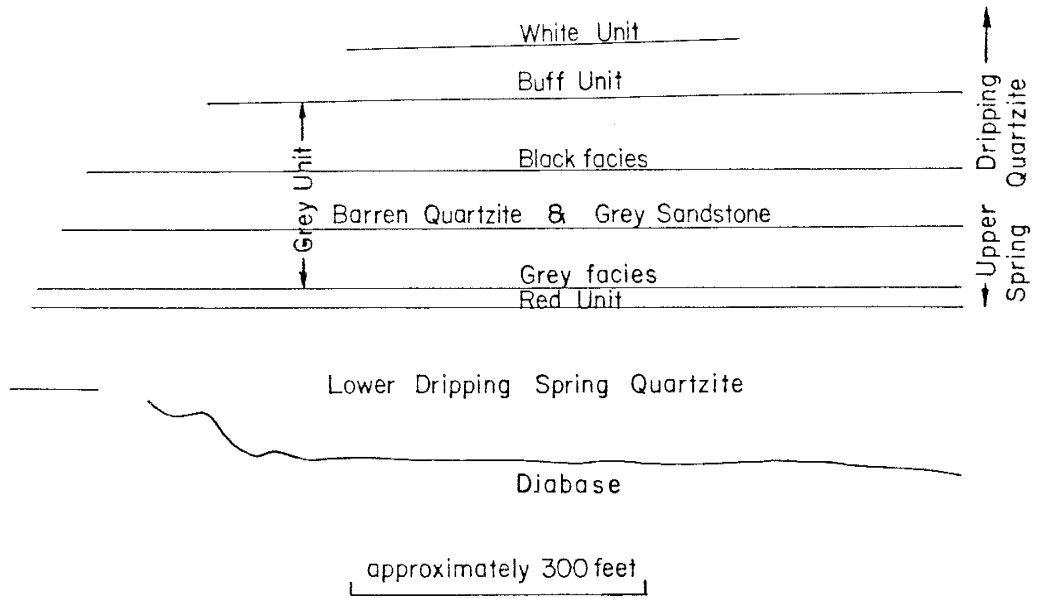 White Unit
Buff Unit
Black facies
Grey Unit
Barren Quartzite & Grey Sandstone
Grey facies
Red Unit
Upper Dripping
Spring Quartzite
Lower Dripping Spring Quartzite
Diabase
approximately 300 feet